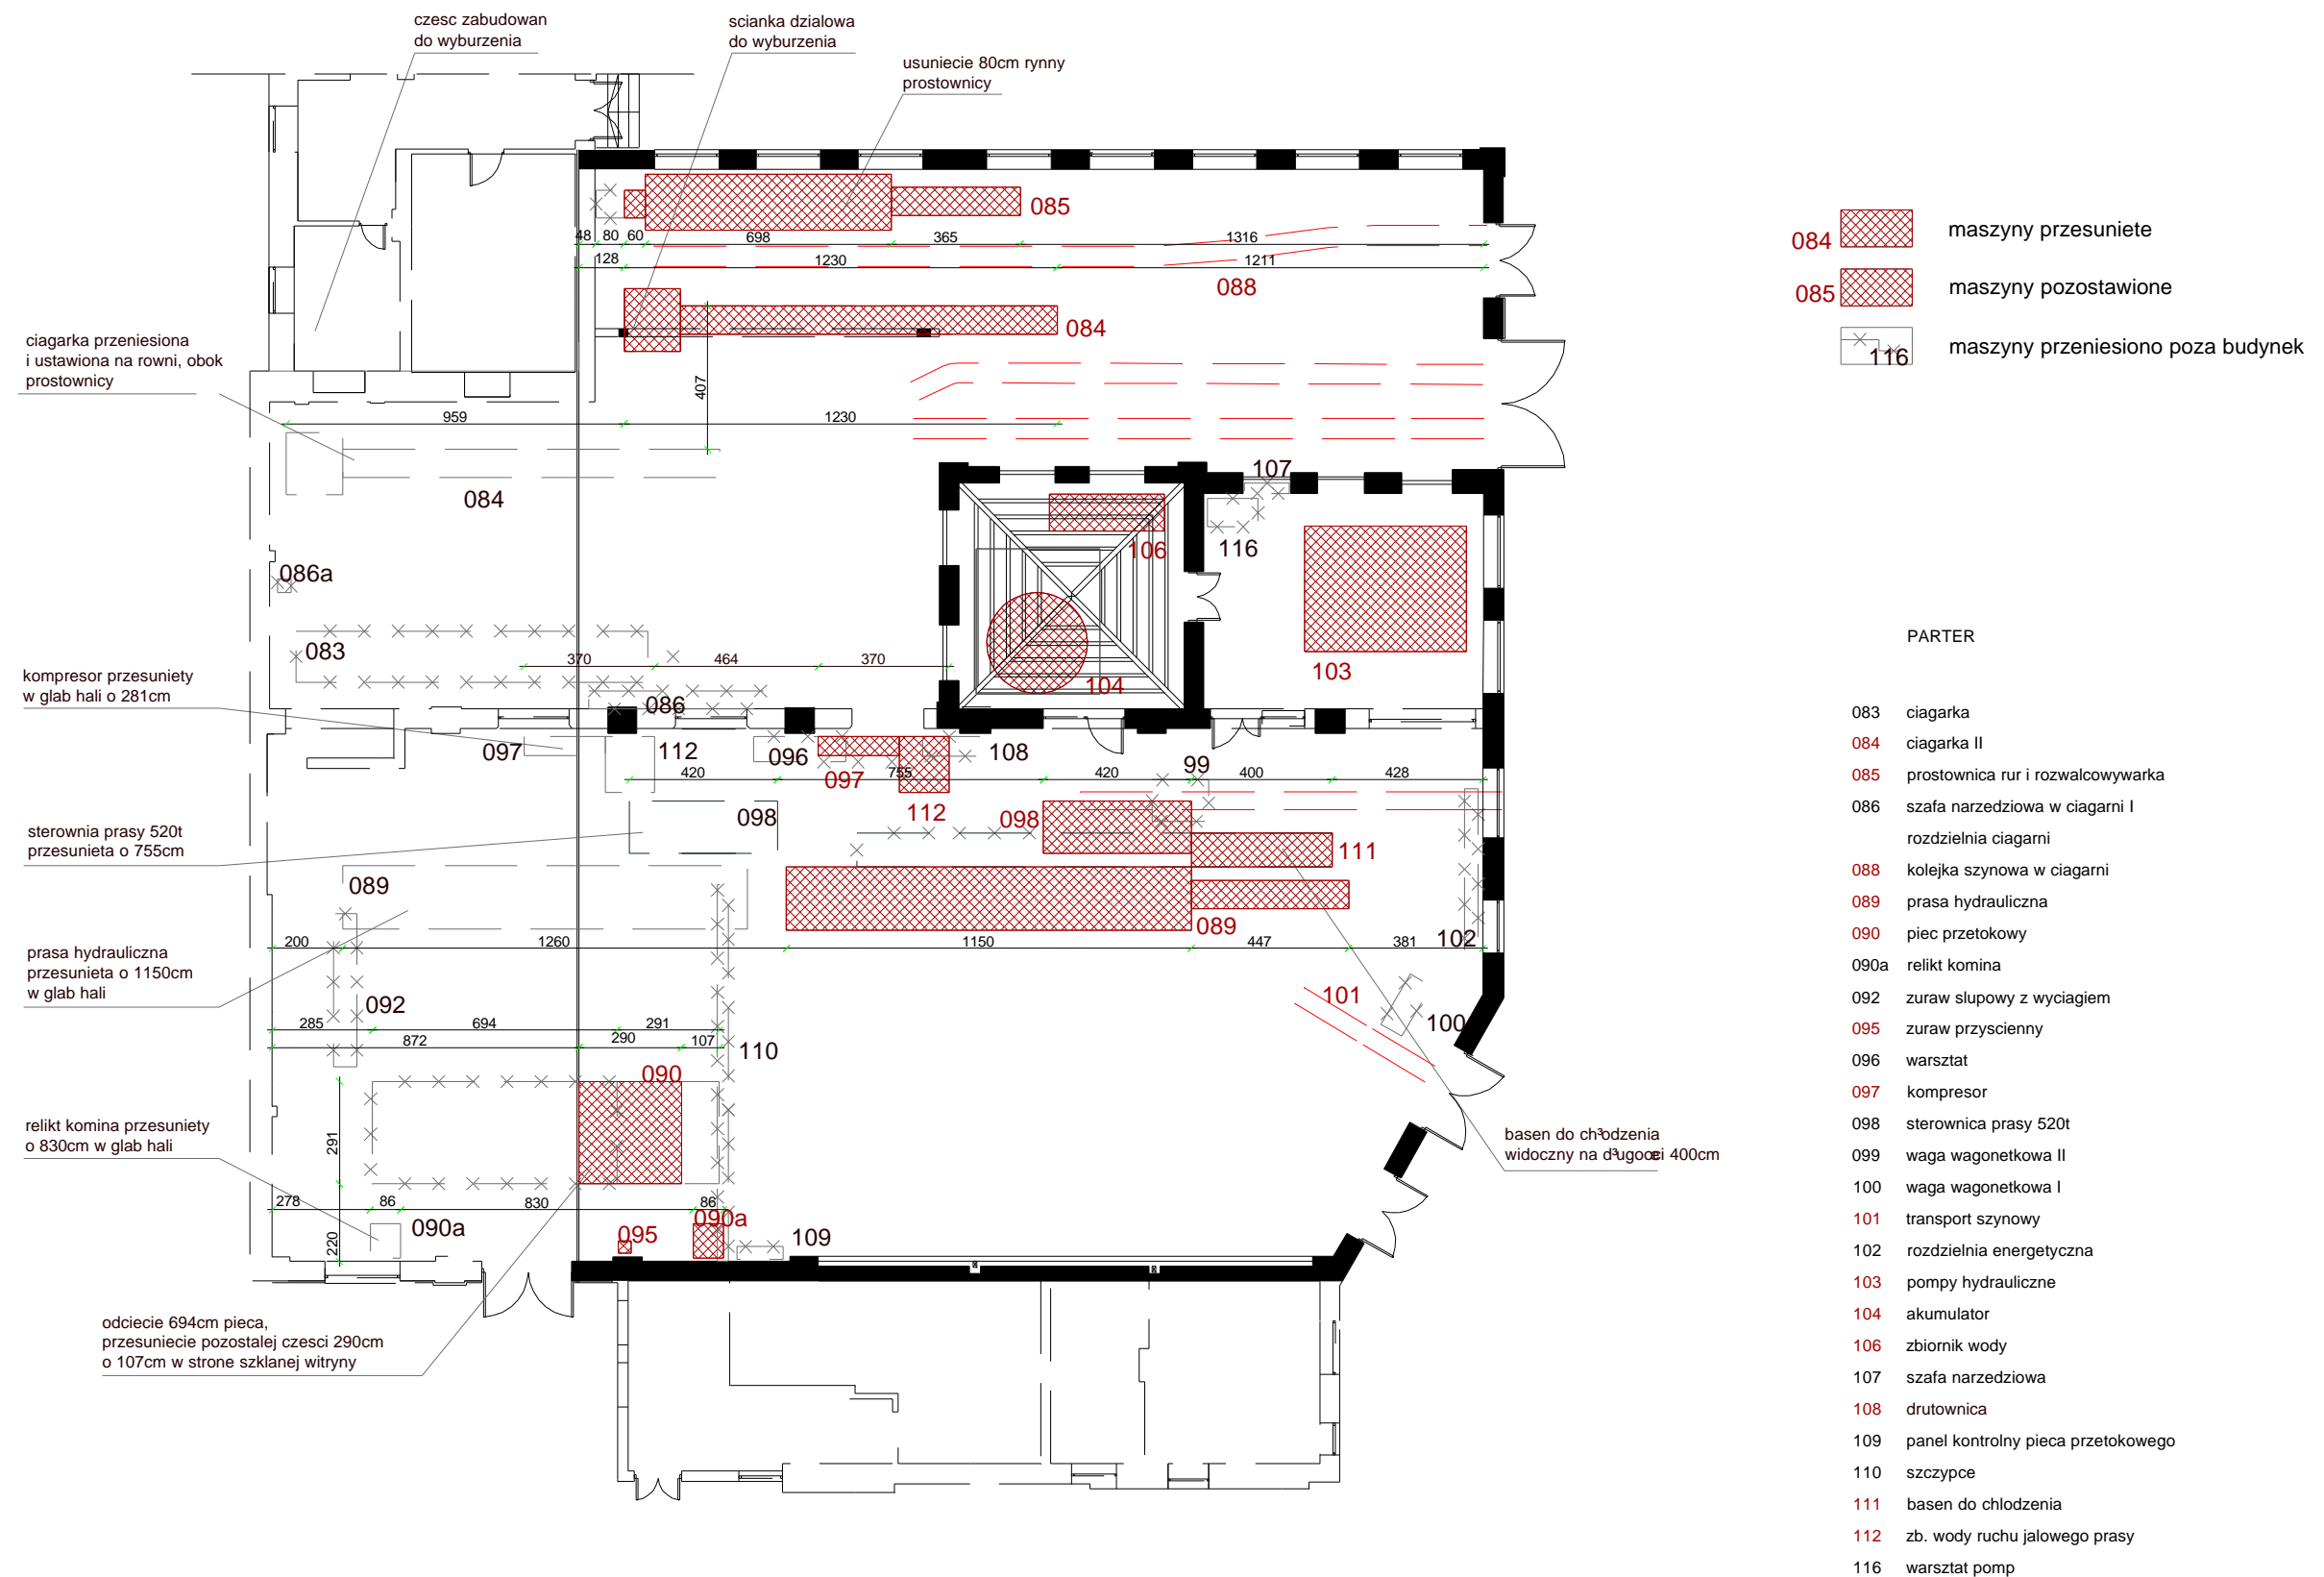 czesc zabudowan
do wyburzenia
scianka dzialowa
do wyburzenia
usuniecie 80cm rynny
prostownicy
085
48 80 60 698 365 1316
128 1230 1211
088
084
407
ciagarka przeniesiona
i ustawiona na rowni, obok
prostownicy
959 1230
084
107
106
116
086a
083
103
104
370 464 370
086
kompresor przesuniety
w glab hali o 281cm
097
112
096
097
108
99
420 755 420 400 428
112
098
098
111
sterownia prasy 520t
przesunieta o 755cm
089
089
102
200 1260 1150 447 381
prasa hydrauliczna
przesunieta o 1150cm
w glab hali
092
101
100
285 694 291
872 290 107
110
090
291
relikt komina przesuniety
o 830cm w glab hali
278 86 830 86
090a
090a
095
109
220
basen do ch³odzenia
widoczny na d³ugoœci 400cm
odciecie 694cm pieca,
przesuniecie pozostalej czesci 290cm
o 107cm w strone szklanej witryny
084 maszyny przesuniete
085 maszyny pozostawione
116 maszyny przeniesiono poza budynek
PARTER
083 ciagarka
084 ciagarka II
085 prostownica rur i rozwalcowywarka
086 szafa narzedziowa w ciagarni I
rozdzielnia ciagarni
088 kolejka szynowa w ciagarni
089 prasa hydrauliczna
090 piec przetokowy
090a relikt komina
092 zuraw slupowy z wyciagiem
095 zuraw przyscienny
096 warsztat
097 kompresor
098 sterownica prasy 520t
099 waga wagonetkowa II
100 waga wagonetkowa I
101 transport szynowy
102 rozdzielnia energetyczna
103 pompy hydrauliczne
104 akumulator
106 zbiornik wody
107 szafa narzedziowa
108 drutownica
109 panel kontrolny pieca przetokowego
110 szczypce
111 basen do chlodzenia
112 zb. wody ruchu jalowego prasy
116 warsztat pomp